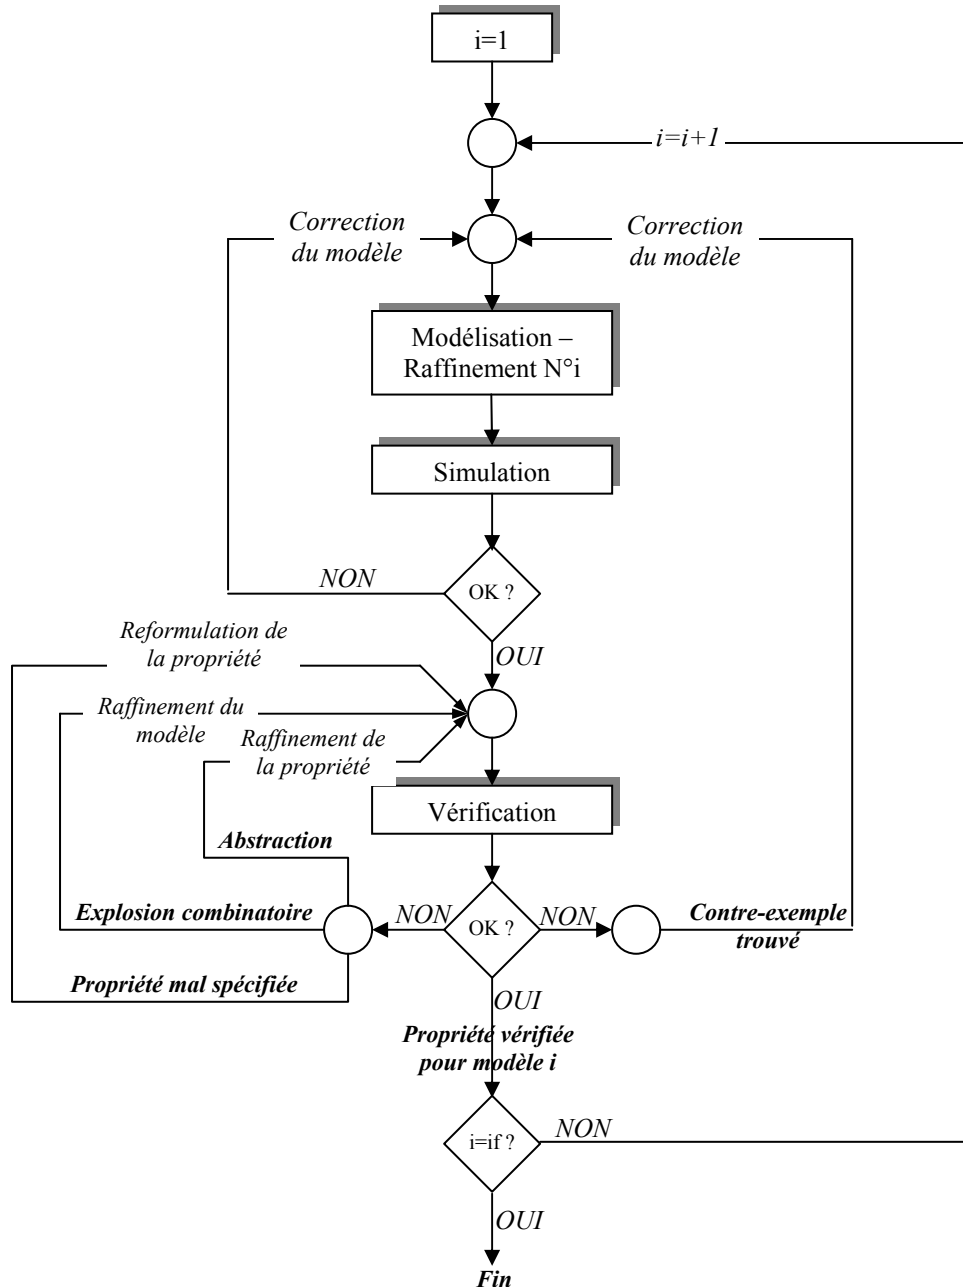 i=1
i=i+1
Correction
du modèle
Correction
du modèle
Modélisation –
Raffinement N°i
Simulation
NON
OK ?
Reformulation de
la propriété
OUI
Raffinement du
modèle
Raffinement de
la propriété
Vérification
Abstraction
Explosion combinatoire
NON
OK ?
NON
Contre-exemple
trouvé
Propriété mal spécifiée
OUI
Propriété vérifiée
pour modèle i
i=if ?
NON
OUI
Fin